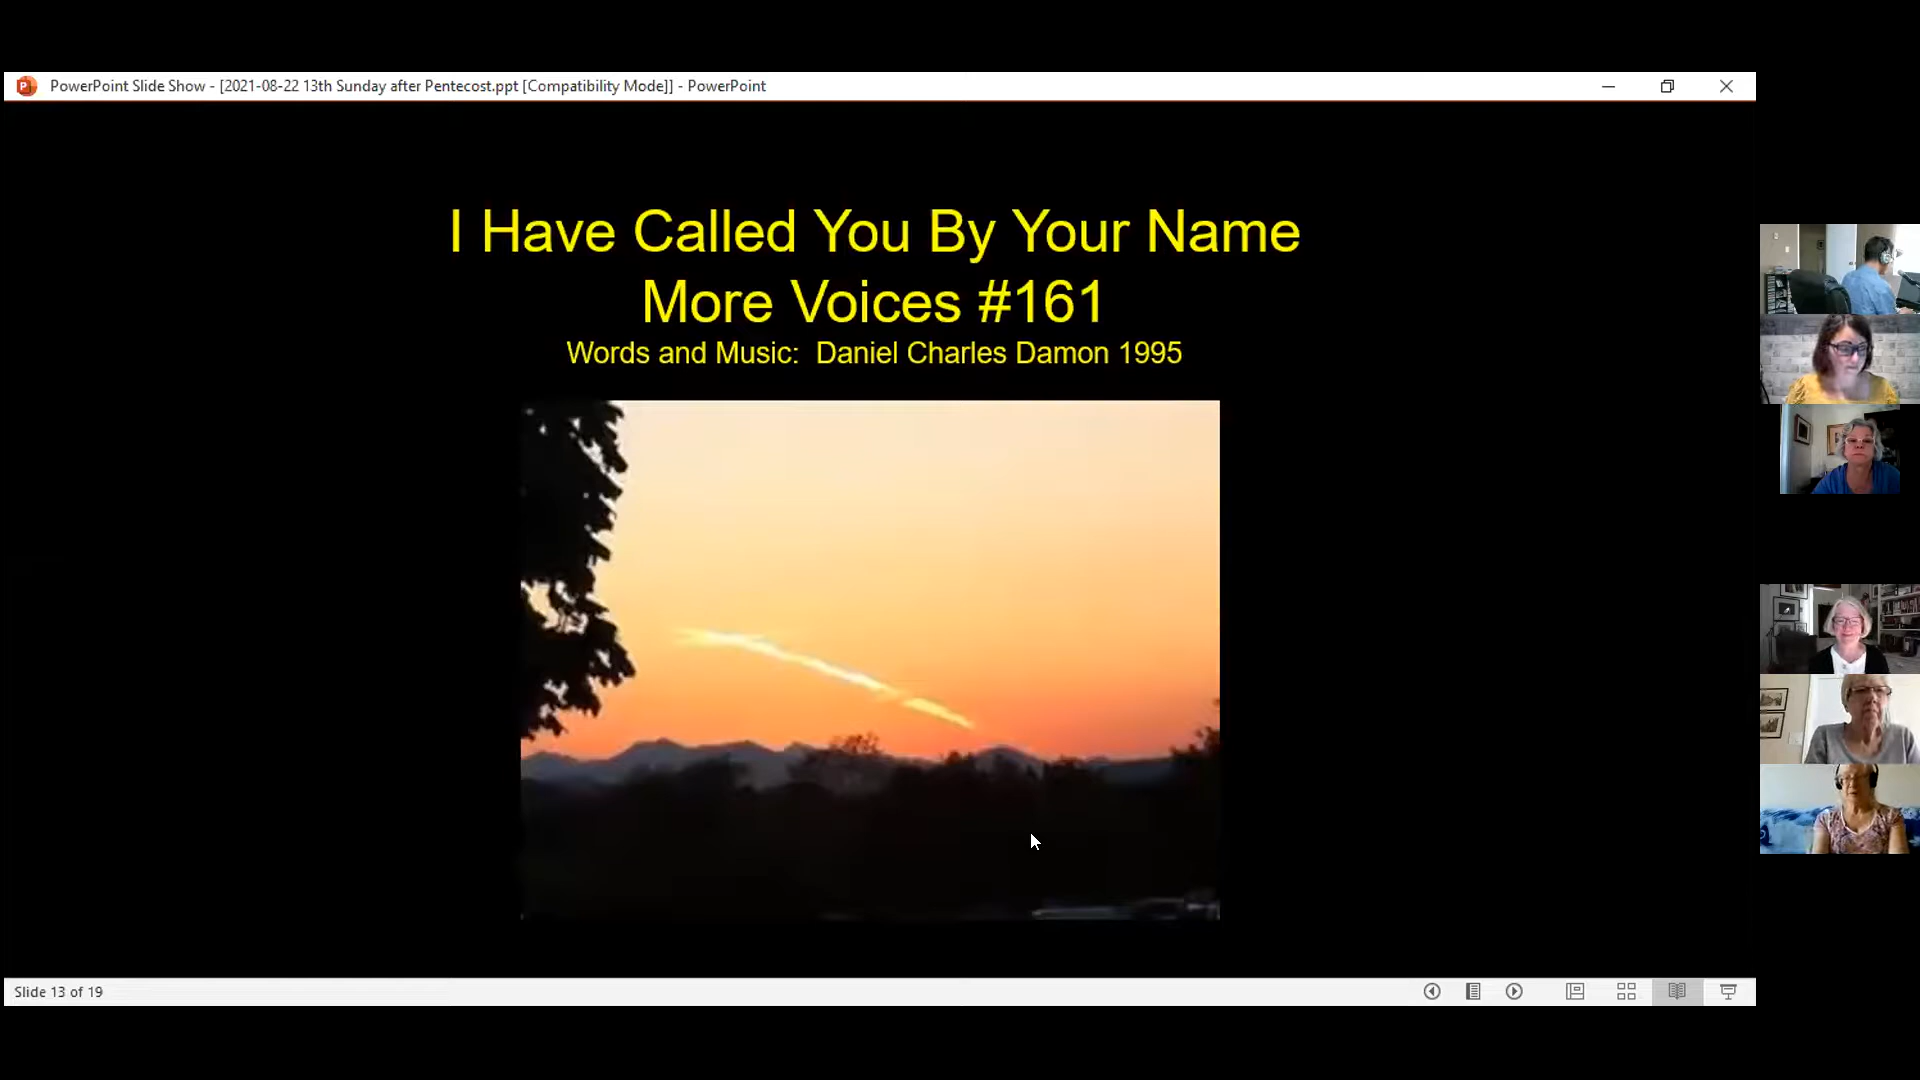 PowerPoint Slide Show - [2021-08-22 13th Sunday after Pentecost.ppt [Compatibility Mode]] - PowerPoint
I Have Called You By Your Name
More Voices #161
Words and Music:  Daniel Charles Damon 1995
Slide 13 of 19